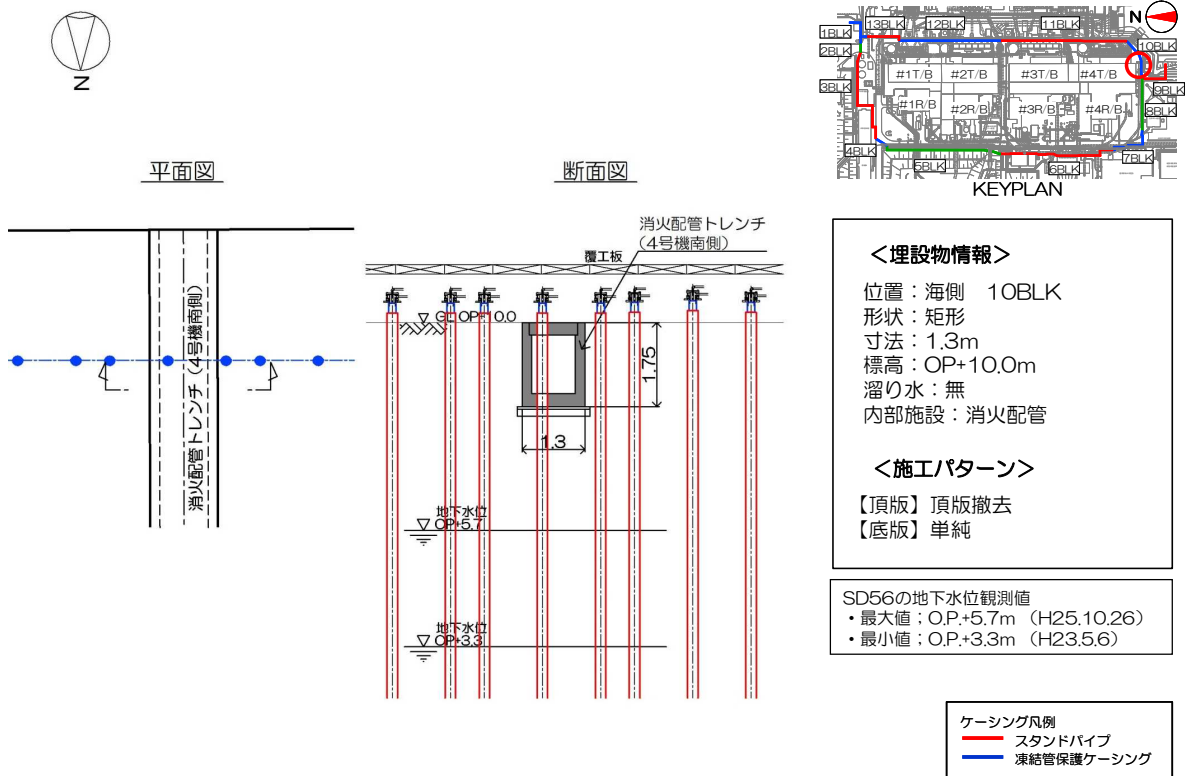 N
平面図
消火配管トレンチ（4号機南側）
断面図
消火配管トレンチ
（4号機南側）
覆工板
GL OP+10.0
1.75
1.3
地下水位
OP+5.7
地下水位
OP+3.3
N
13BLK
12BLK
11BLK
1BLK
2BLK
10BLK
#1T/B
#2T/B
#3T/B
#4T/B
3BLK
9BLK
#1R/B
#2R/B
#3R/B
#4R/B
8BLK
4BLK
5BLK
6BLK
7BLK
KEYPLAN
＜埋設物情報＞
位置：海側　10BLK
形状：矩形
寸法：1.3m
標高：OP+10.0m
溜り水：無
内部施設：消火配管
＜施工パターン＞
【頂版】頂版撤去
【底版】単純
SD56の地下水位観測値
・最大値；O.P.+5.7m （H25.10.26）
・最小値；O.P.+3.3m （H23.5.6）
ケーシング凡例
スタンドパイプ
凍結管保護ケーシング